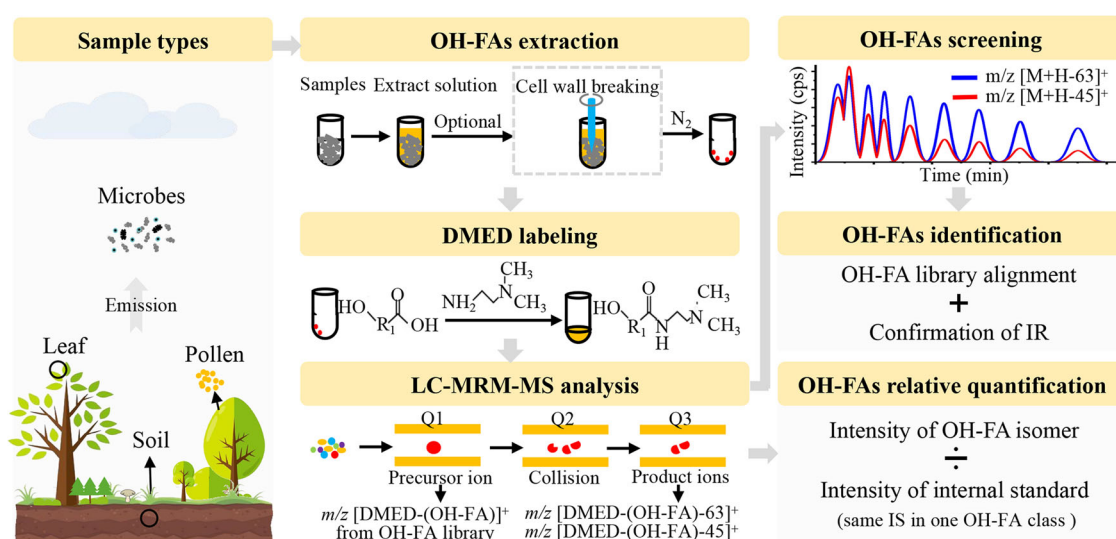 Sample types
Microbes
Emission
Leaf
Pollen
Soil
OH-FAs extraction
Samples Extract solution Cell wall breaking
Optional
N2
DMED labeling
HO R1 O OH
NH2 N CH3 CH3
HO R1 O N H N CH3 CH3
LC-MRM-MS analysis
Q1 Q2 Q3
Precursor ion Collision Product ions
m/z [DMED-(OH-FA)]+
from OH-FA library
m/z [DMED-(OH-FA)-63]+
m/z [DMED-(OH-FA)-45]+
OH-FAs screening
Intensity (eps)
m/z [M+H-63]+
m/z [M+H-45]+
Time (min)
OH-FAs identification
OH-FA library alignment
+
Confirmation of IR
OH-FAs relative quantification
Intensity of OH-FA isomer
÷
Intensity of internal standard
(same IS in one OH-FA class)